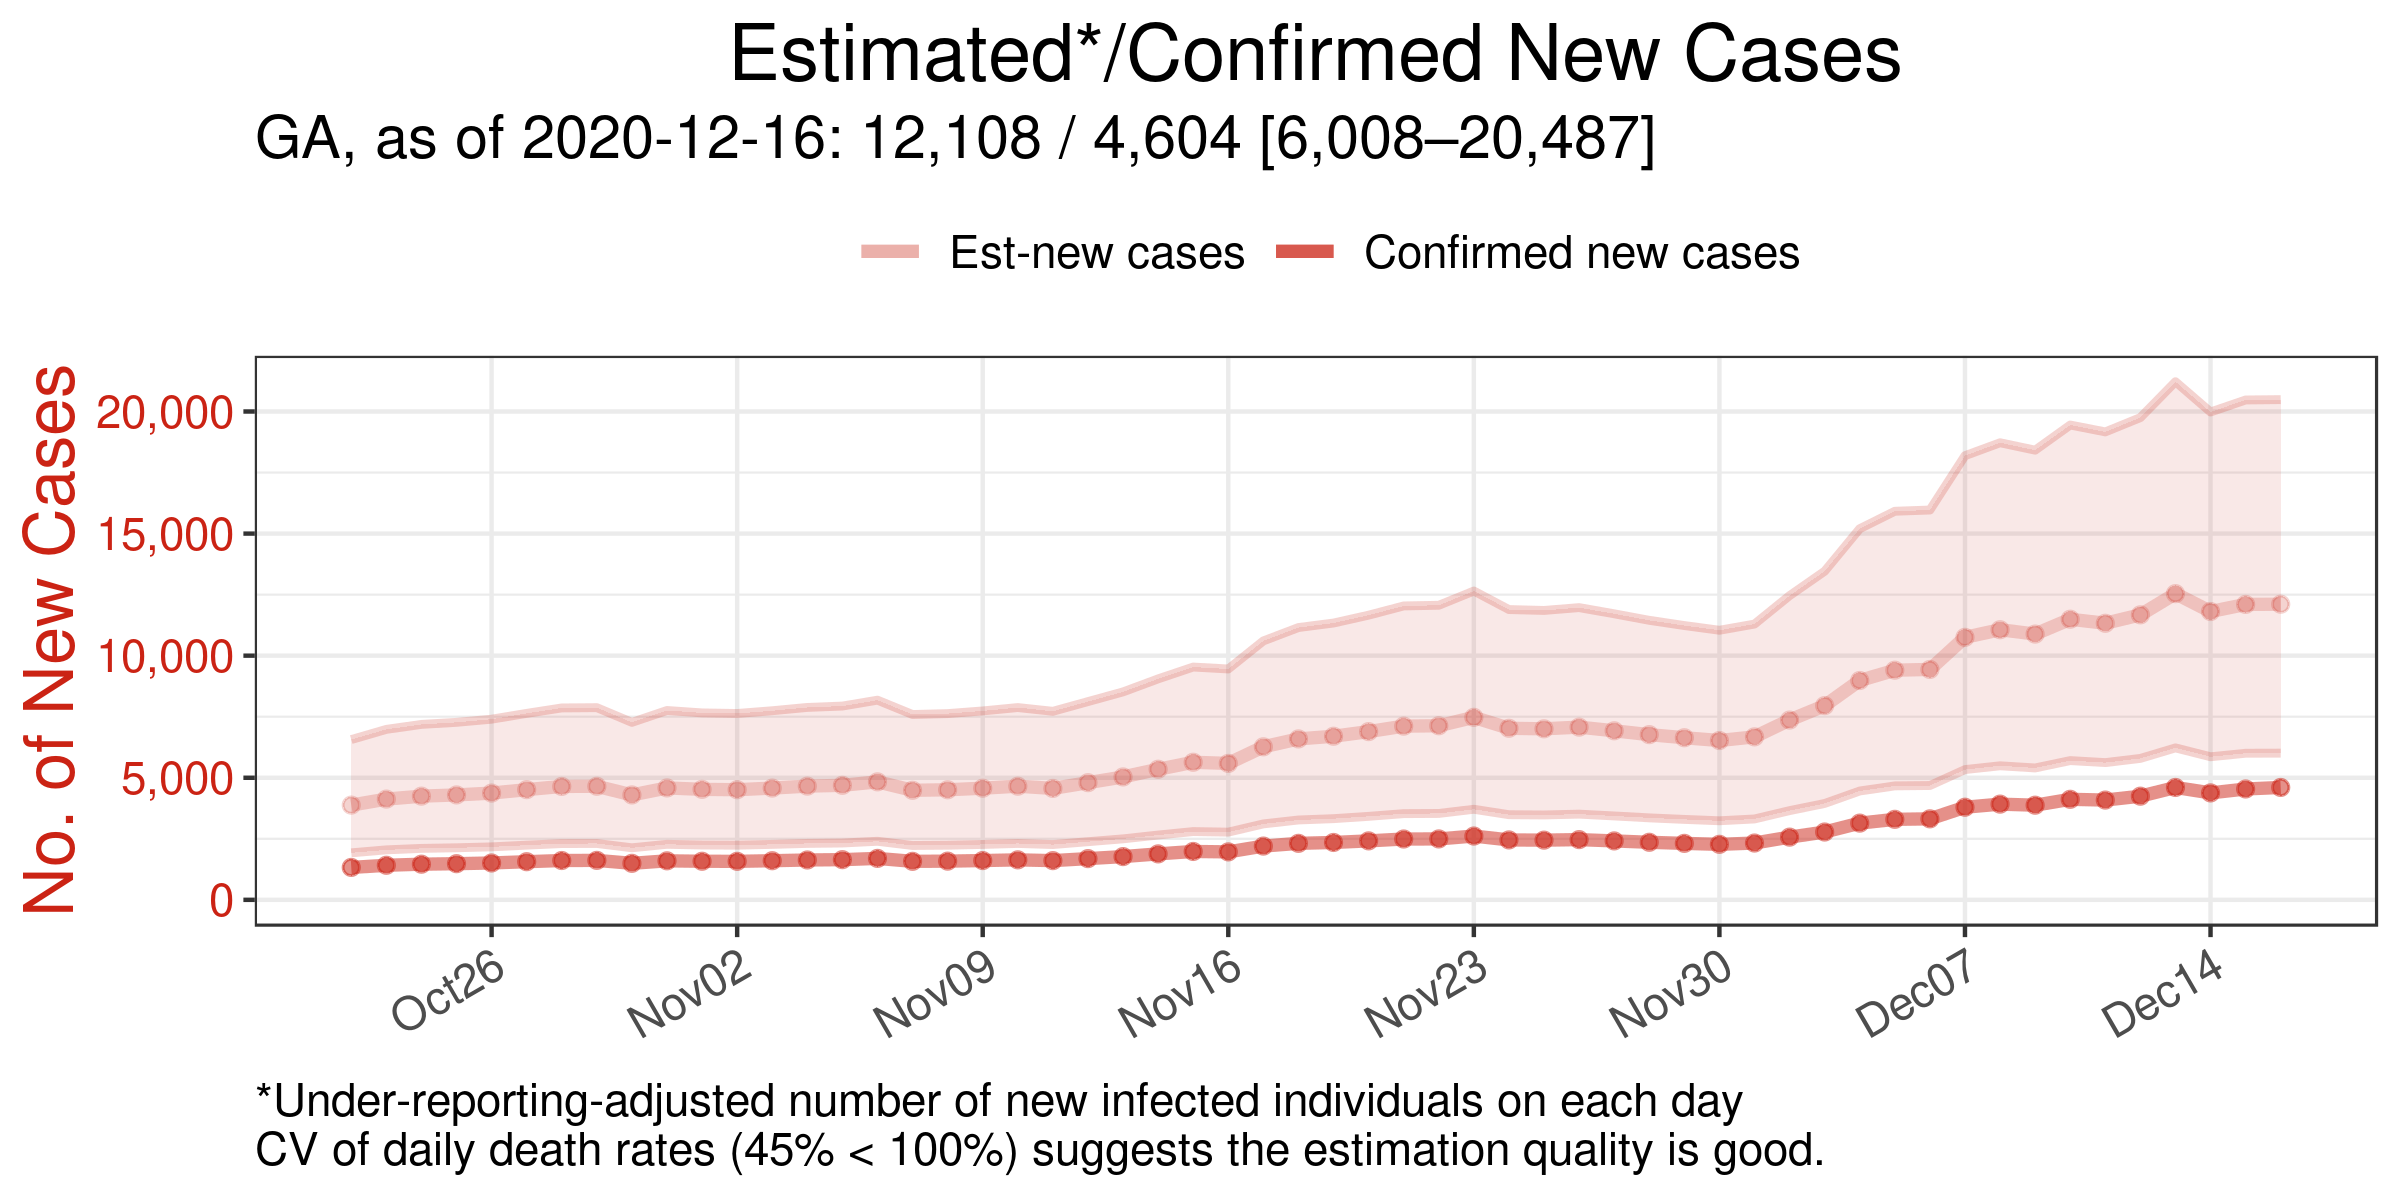 Estimated*/Confirmed New Cases
GA, as of 2020-12-16: 12,108 / 4,604 [6,008–20,487]
Est-new cases Confirmed new cases
No. of New Cases
20,000
15,000
10,000
5,000
0
Oct26 Nov02 Nov09 Nov16 Nov23 Nov30 Dec07 Dec14
*Under-reporting-adjusted number of new infected individuals on each day
CV of daily death rates (45% < 100%) suggests the estimation quality is good.